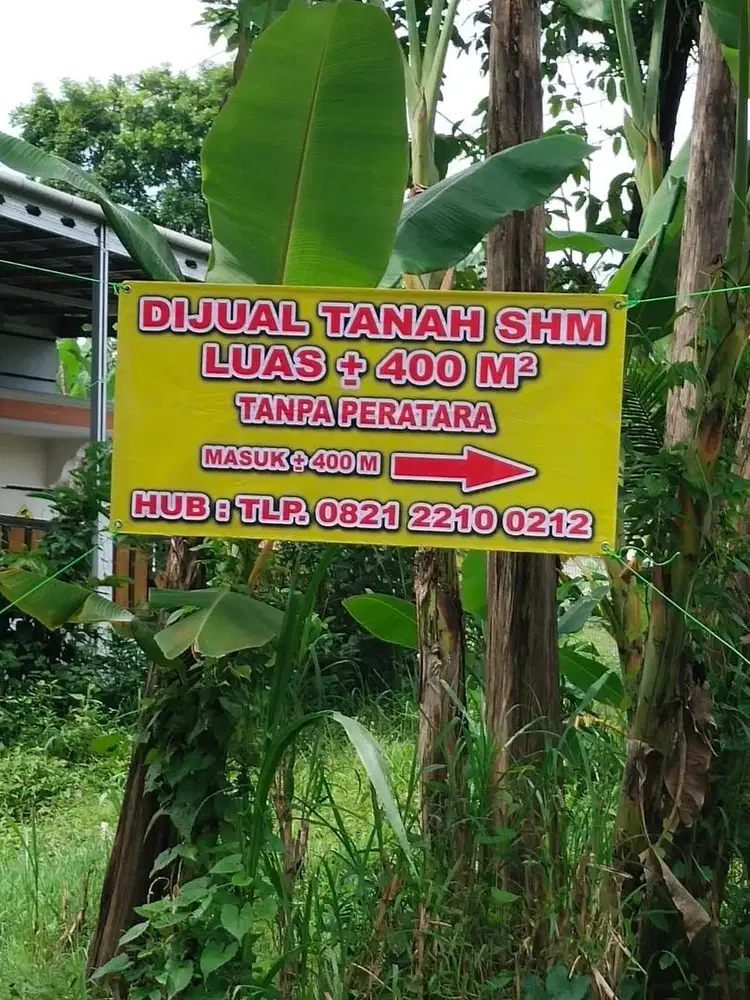 DIJUAL TANAH SHM
LUAS ± 400 M²
TANPA PERATARA
MASUK ± 400 M
HUB : TLP. 0821 2210 0212